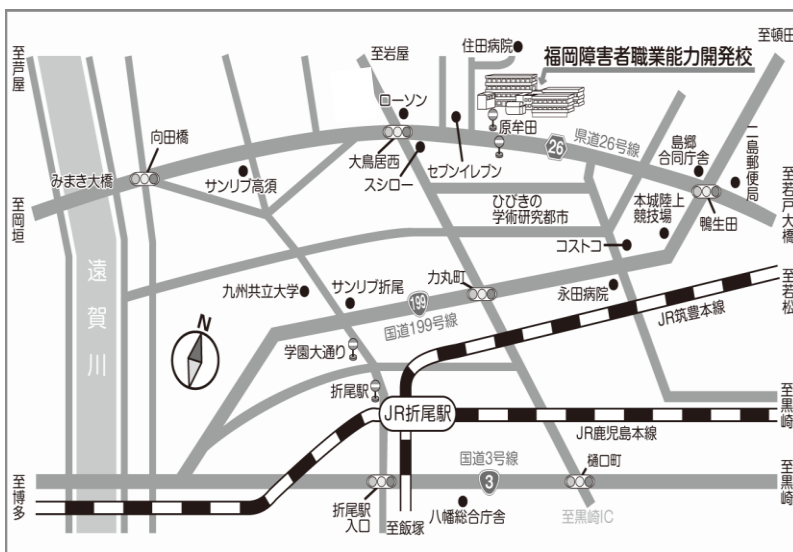 至芦屋
至岩屋
住田病院
至頓田
福岡障害者職業能力開発校
ローソン
原牟田
向田橋
大鳥居西
セブンイレブン
26
県道26号線
島郷
合同庁舎
二島郵便局
みまき大橋
サンリブ高須
スシロー
至若戸大橋
至岡垣
ひびきの
学術研究都市
本城陸上
競技場
鴨生田
コストコ
遠賀川
九州共立大学
サンリブ折尾
力丸町
永田病院
至若松
199
国道199号線
JR筑豊本線
N
学園大通り
折尾駅
JR折尾駅
至黒崎
JR鹿児島本線
国道3号線
樋口町
至博多
3
至黒崎
折尾駅
入口
至飯塚
八幡総合庁舎
至黒崎IC